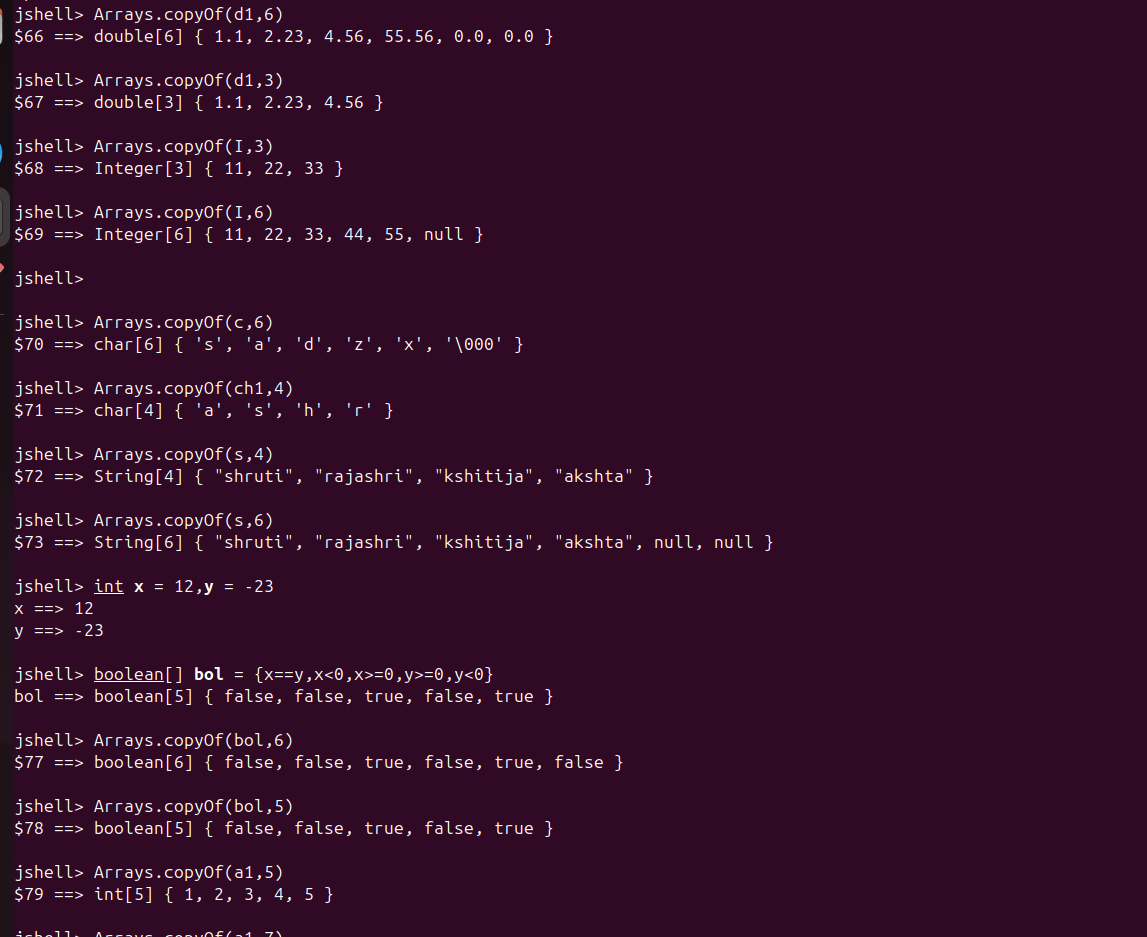 jshell> Arrays.copyOf(d1,6)
$66 ==> double[6] { 1.1, 2.23, 4.56, 55.56, 0.0, 0.0 }
jshell> Arrays.copyOf(d1,3)
$67 ==> double[3] { 1.1, 2.23, 4.56 }
jshell> Arrays.copyOf(I,3)
$68 ==> Integer[3] { 11, 22, 33 }
jshell> Arrays.copyOf(I,6)
$69 ==> Integer[6] { 11, 22, 33, 44, 55, null }
jshell>
jshell> Arrays.copyOf(c,6)
$70 ==> char[6] { 's', 'a', 'd', 'z', 'x', '\000' }
jshell> Arrays.copyOf(ch1,4)
$71 ==> char[4] { 'a', 's', 'h', 'r' }
jshell> Arrays.copyOf(s,4)
$72 ==> String[4] { "shruti", "rajashri", "kshitija", "akshta" }
jshell> Arrays.copyOf(s,6)
$73 ==> String[6] { "shruti", "rajashri", "kshitija", "akshta", null, null }
jshell> int x = 12,y = -23
x ==> 12
y ==> -23
jshell> boolean[] bol = {x==y,x<0,x>=0,y>=0,y<0}
bol ==> boolean[5] { false, false, true, false, true }
jshell> Arrays.copyOf(bol,6)
$77 ==> boolean[6] { false, false, true, false, true, false }
jshell> Arrays.copyOf(bol,5)
$78 ==> boolean[5] { false, false, true, false, true }
jshell> Arrays.copyOf(a1,5)
$79 ==> int[5] { 1, 2, 3, 4, 5 }
jshell> Arrays.copyOf(a1,7)